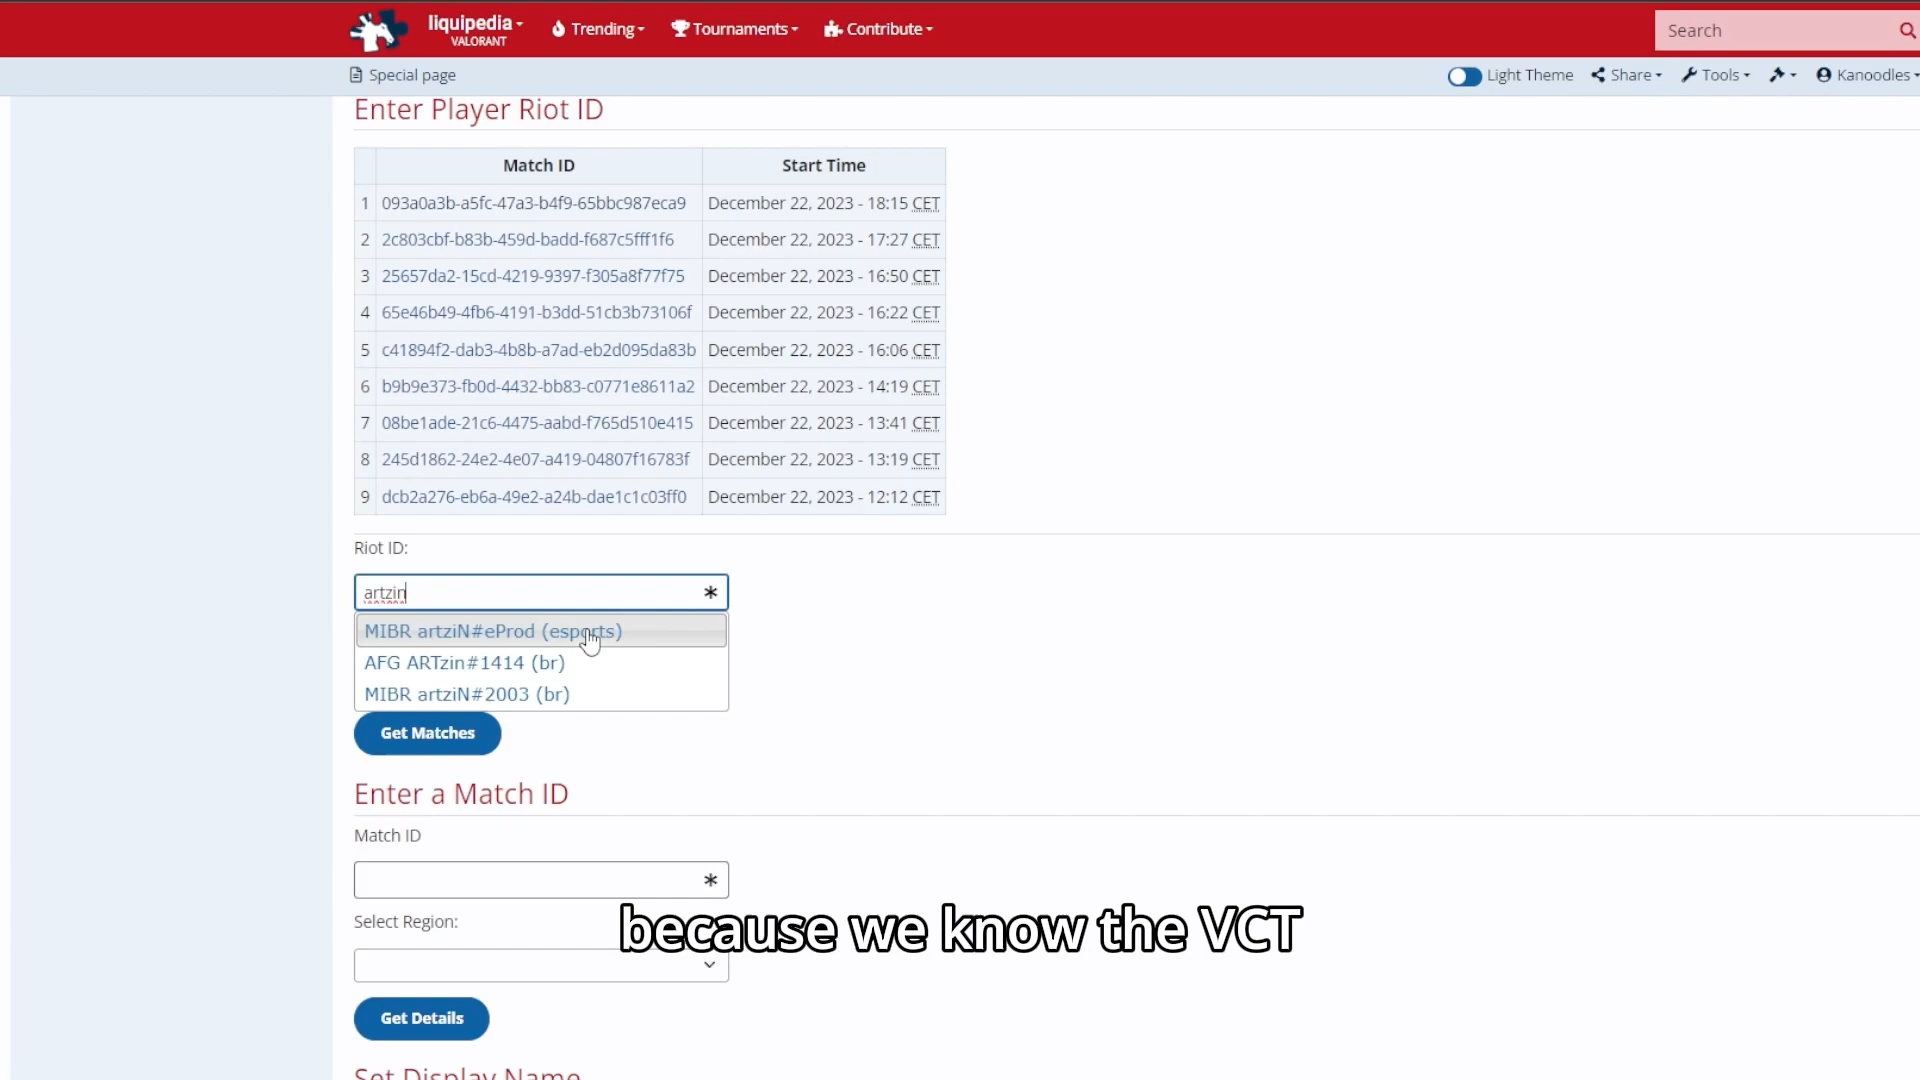 liquipedia
VALORANT
Trending
Tournaments
Contribute
Search
Special page
Light Theme
Share
Tools
Kanoodles
Enter Player Riot ID
Match ID Start Time
1 093a0a3b-a5fc-47a3-b4f9-65bbc987eca9 December 22, 2023 - 18:15 CET
2 2c803cbf-b83b-459d-badd-f687c5fff1f6 December 22, 2023 - 17:27 CET
3 25657da2-15cd-4219-9397-f305a8f77f75 December 22, 2023 - 16:50 CET
4 65e46b49-4fb6-4191-b3dd-51cb3b73106f December 22, 2023 - 16:22 CET
5 c41894f2-dab3-4b8b-a7ad-eb2d095da83b December 22, 2023 - 16:06 CET
6 b9b9e373-fb0d-4432-bb83-c0771e8611a2 December 22, 2023 - 14:19 CET
7 08be1ade-21c6-4475-aabd-f765d510e415 December 22, 2023 - 13:41 CET
8 245d1862-24e2-4e07-a419-04807f16783f December 22, 2023 - 13:19 CET
9 dcb2a276-eb6a-49e2-a24b-dae1c1c03ff0 December 22, 2023 - 12:12 CET
Riot ID:
artzin *
MIBR artziN#eProd (esports)
AFG ARTzin#1414 (br)
MIBR artziN#2003 (br)
Get Matches
Enter a Match ID
Match ID
*
Select Region:
because we know the VCT
Get Details
Set Display Name